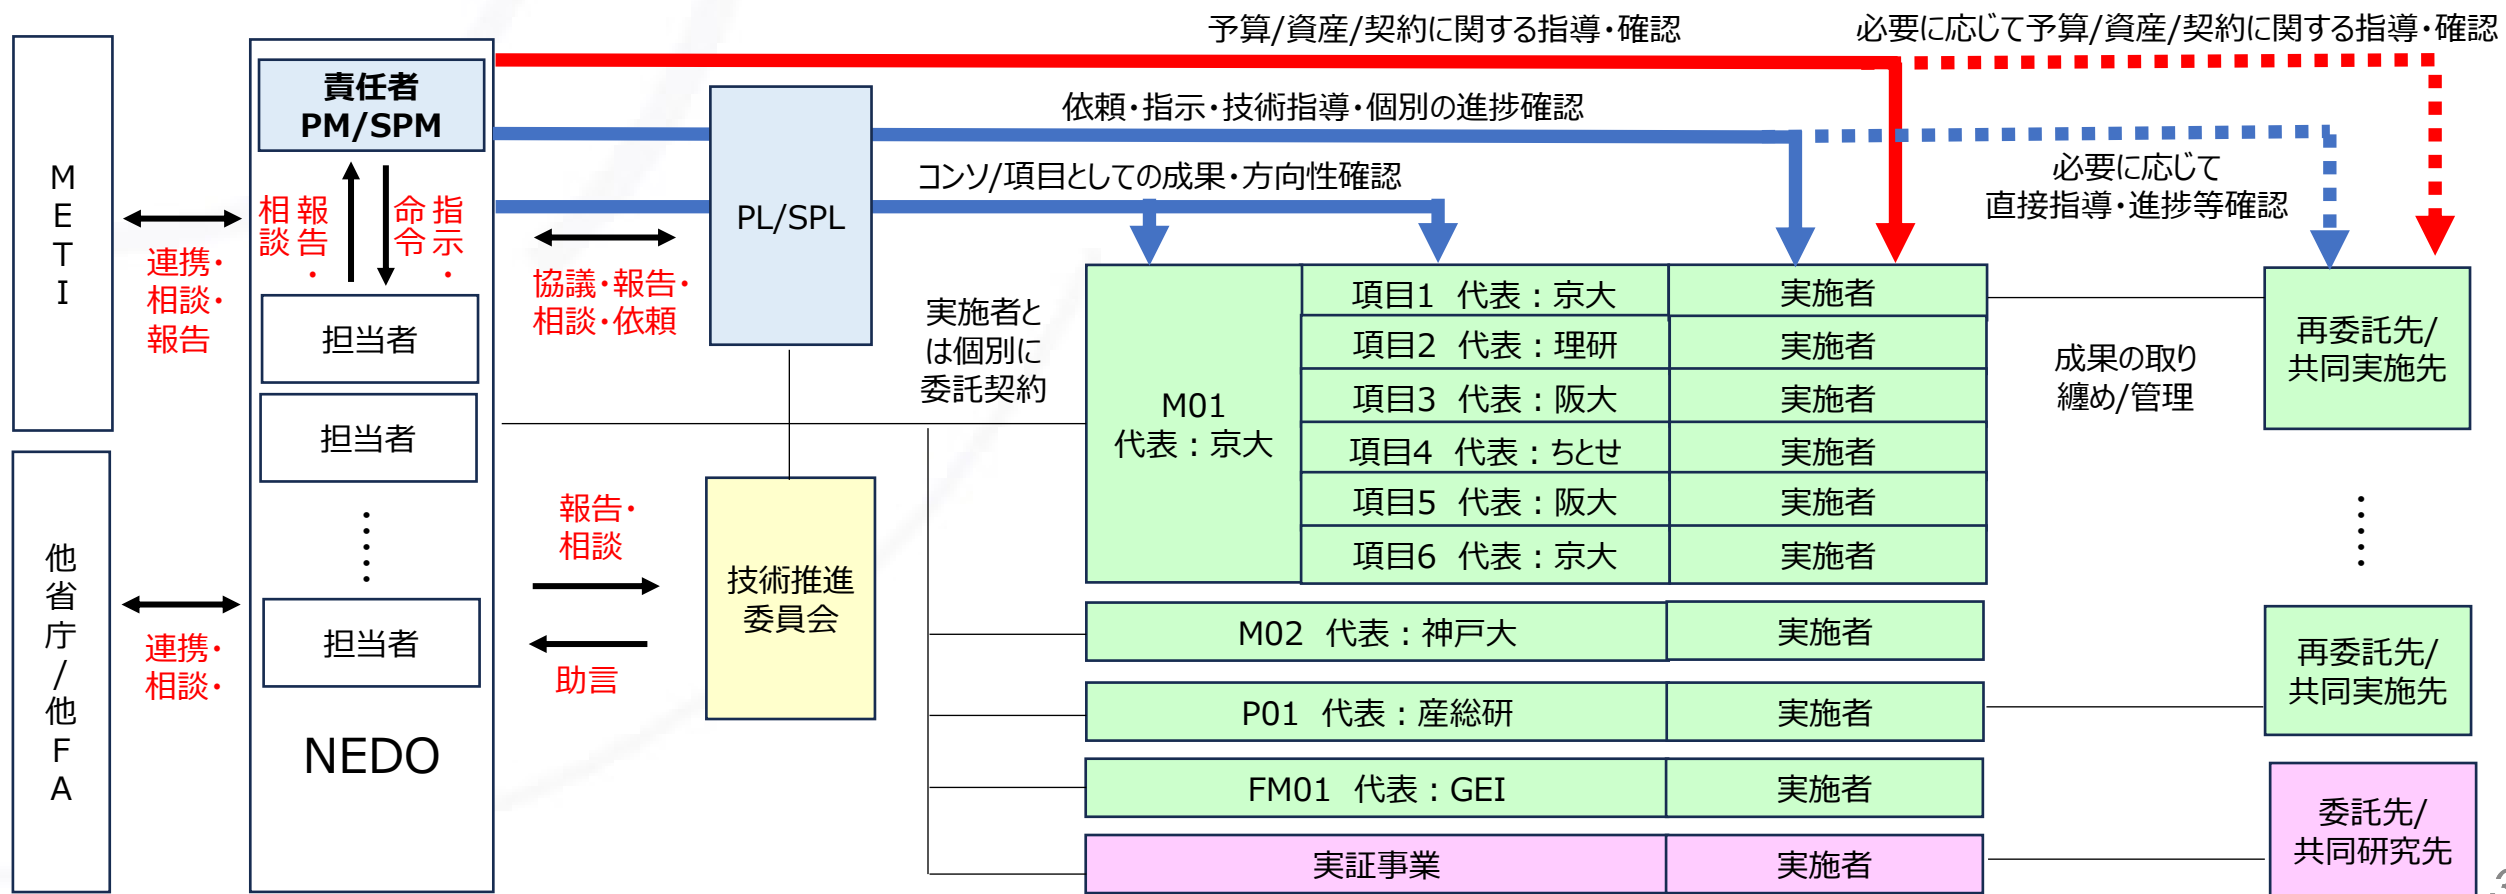 予算/資産/契約に関する指導・確認
必要に応じて予算/資産/契約に関する指導・確認
METI
連携・
相談・
報告
他省庁/他FA
連携・
相談・
責任者
PM/SPM
報告・
相談
指示・
命令
担当者
担当者
⋮
担当者
NEDO
依頼・指示・技術指導・個別の進捗確認
コンソ/項目としての成果・方向性確認
PL/SPL
協議・報告・
相談・依頼
報告・
相談
助言
技術推進
委員会
実施者と
は個別に
委託契約
必要に応じて
直接指導・進捗等確認
M01
代表：京大
項目1 代表：京大
実施者
項目2 代表：理研
実施者
項目3 代表：阪大
実施者
項目4 代表：ちとせ
実施者
項目5 代表：阪大
実施者
項目6 代表：京大
実施者
M02 代表：神戸大
実施者
P01 代表：産総研
実施者
FM01 代表：GEI
実施者
実証事業
実施者
成果の取り
纏め/管理
再委託先/
共同実施先
⋮
再委託先/
共同実施先
委託先/
共同研究先